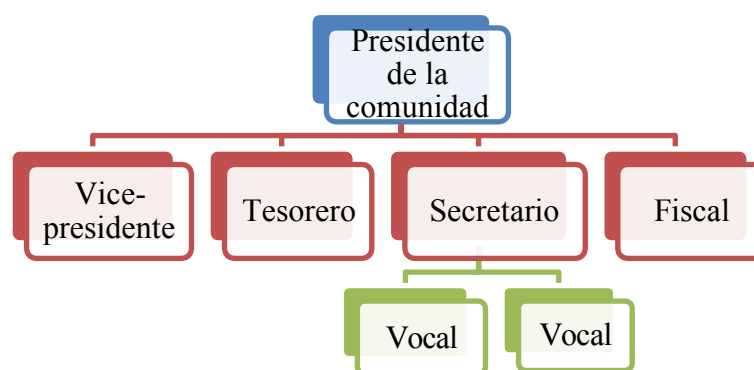 Presidente
de la
comunidad
Vice-
presidente
Tesorero
Secretario
Fiscal
Vocal
Vocal